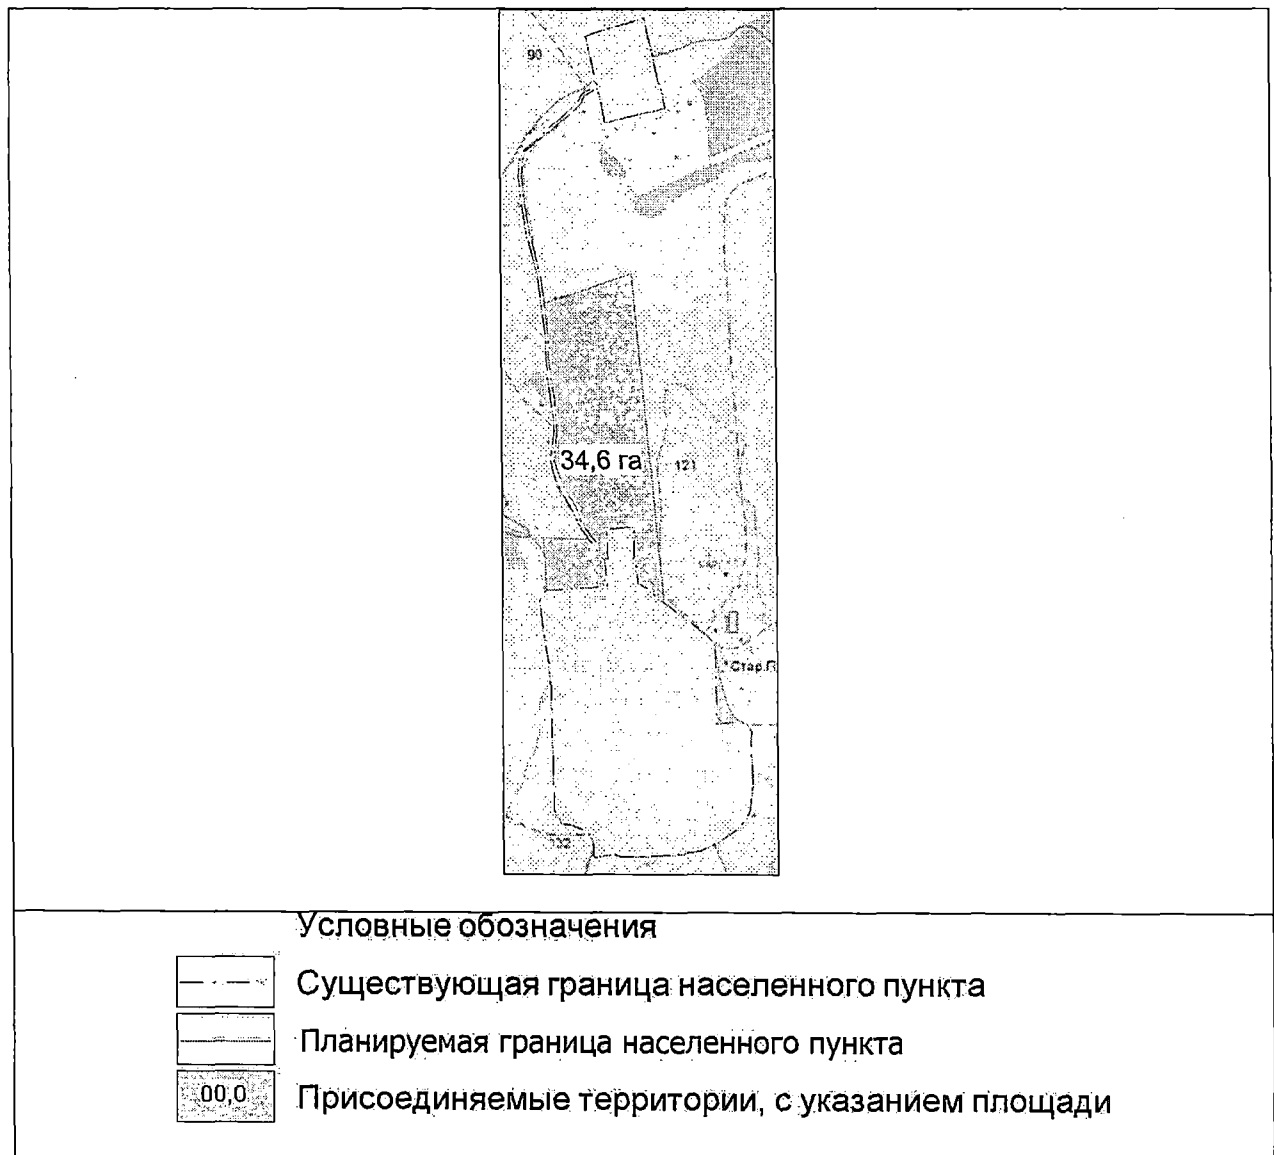 90
34,6 га
121
Стар.П
Условные обозначения
Существующая граница населенного пункта
Планируемая граница населенного пункта
00,0
Присоединяемые территории, с указанием площади